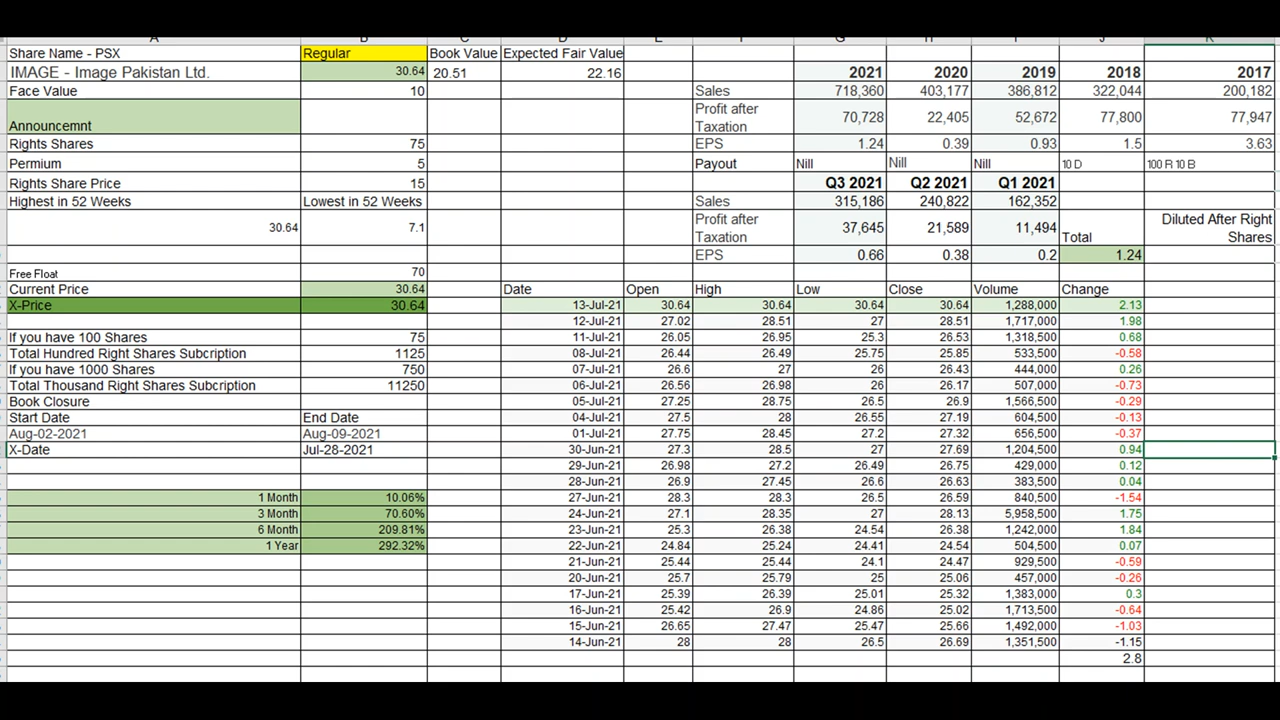 Share Name - PSX Regular Book Value Expected Fair Value
IMAGE - Image Pakistan Ltd. 30.64 20.51 22.16 2021 2020 2019 2018 2017
Face Value 10 Sales 718,360 403,177 386,812 322,044 200,182
Announcemnt Profit after Taxation 70,728 22,405 52,672 77,800 77,947
Rights Shares 75 EPS 1.24 0.39 0.93 1.5 3.63
Permium 5 Payout Nill Nill Nill 10 D 100 R 10 B
Rights Share Price 15 Q3 2021 Q2 2021 Q1 2021
Highest in 52 Weeks Lowest in 52 Weeks Sales 315,186 240,822 162,352
30.64 7.1 Profit after Taxation 37,645 21,589 11,494 Total Diluted After Right Shares
EPS 0.66 0.38 0.2 1.24
Free Float 70
Current Price 30.64 Date Open High Low Close Volume Change
X-Price 30.64 13-Jul-21 30.64 30.64 30.64 30.64 1,288,000 2.13
12-Jul-21 27.02 28.51 27 28.51 1,717,000 1.98
If you have 100 Shares 75 11-Jul-21 26.05 26.95 25.3 26.53 1,318,500 0.68
Total Hundred Right Shares Subcription 1125 08-Jul-21 26.44 26.49 25.75 25.85 533,500 -0.58
If you have 1000 Shares 750 07-Jul-21 26.6 27 26 26.43 444,000 0.26
Total Thousand Right Shares Subcription 11250 06-Jul-21 26.56 26.98 26 26.17 507,000 -0.73
Book Closure 05-Jul-21 27.25 28.75 26.5 26.9 1,566,500 -0.29
Start Date End Date 04-Jul-21 27.5 28 26.55 27.19 604,500 -0.13
Aug-02-2021 Aug-09-2021 01-Jul-21 27.75 28.45 27.2 27.32 656,500 -0.37
X-Date Jul-28-2021 30-Jun-21 27.3 28.5 27 27.69 1,204,500 0.94
29-Jun-21 26.98 27.2 26.49 26.75 429,000 0.12
28-Jun-21 26.9 27.45 26.6 26.63 383,500 0.04
1 Month 10.06% 27-Jun-21 28.3 28.3 26.5 26.59 840,500 -1.54
3 Month 70.60% 24-Jun-21 27.1 28.35 27 28.13 5,958,500 1.75
6 Month 209.81% 23-Jun-21 25.3 26.38 24.54 26.38 1,242,000 1.84
1 Year 292.32% 22-Jun-21 24.84 25.24 24.41 24.54 504,500 0.07
21-Jun-21 25.44 25.44 24.1 24.47 929,500 -0.59
20-Jun-21 25.7 25.79 25 25.06 457,000 -0.26
17-Jun-21 25.39 26.39 25.01 25.32 1,383,000 0.3
16-Jun-21 25.42 26.9 24.86 25.02 1,713,500 -0.64
15-Jun-21 26.65 27.47 25.47 25.66 1,492,000 -1.03
14-Jun-21 28 28 26.5 26.69 1,351,500 -1.15
2.8